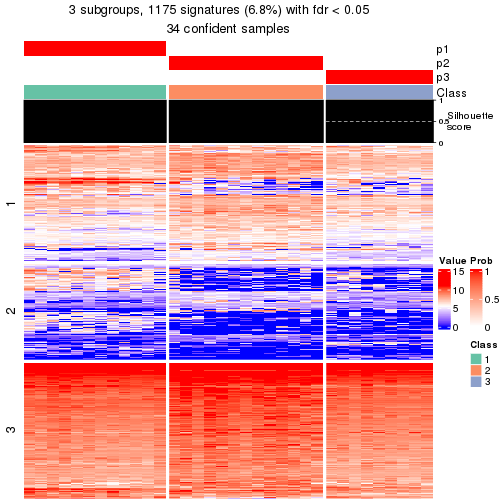 3 subgroups, 1175 signatures (6.8%) with fdr < 0.05
34 confident samples
p1
p2
p3
Class
1
0.5
0
Silhouette
score
1
2
3
Value
15
10
5
0
Prob
1
0.5
0
Class
1
2
3